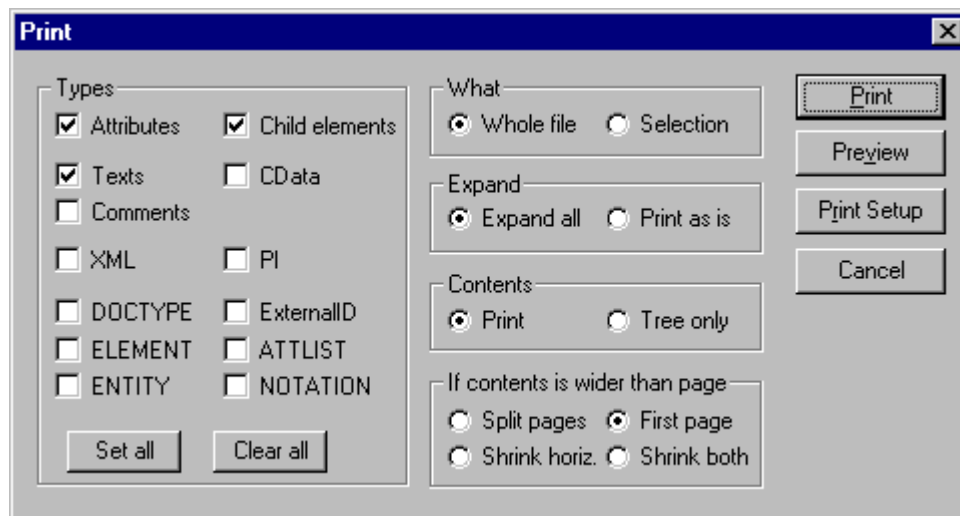 Print
Types
Attributes Child elements
Texts CData
Comments
XML PI
DOCTYPE ExternalID
ELEMENT ATTLIST
ENTITY NOTATION
Set all Clear all
What
Whole file Selection
Expand
Expand all Print as is
Contents
Print Tree only
If contents is wider than page
Split pages First page
Shrink horiz. Shrink both
Print
Preview
Print Setup
Cancel